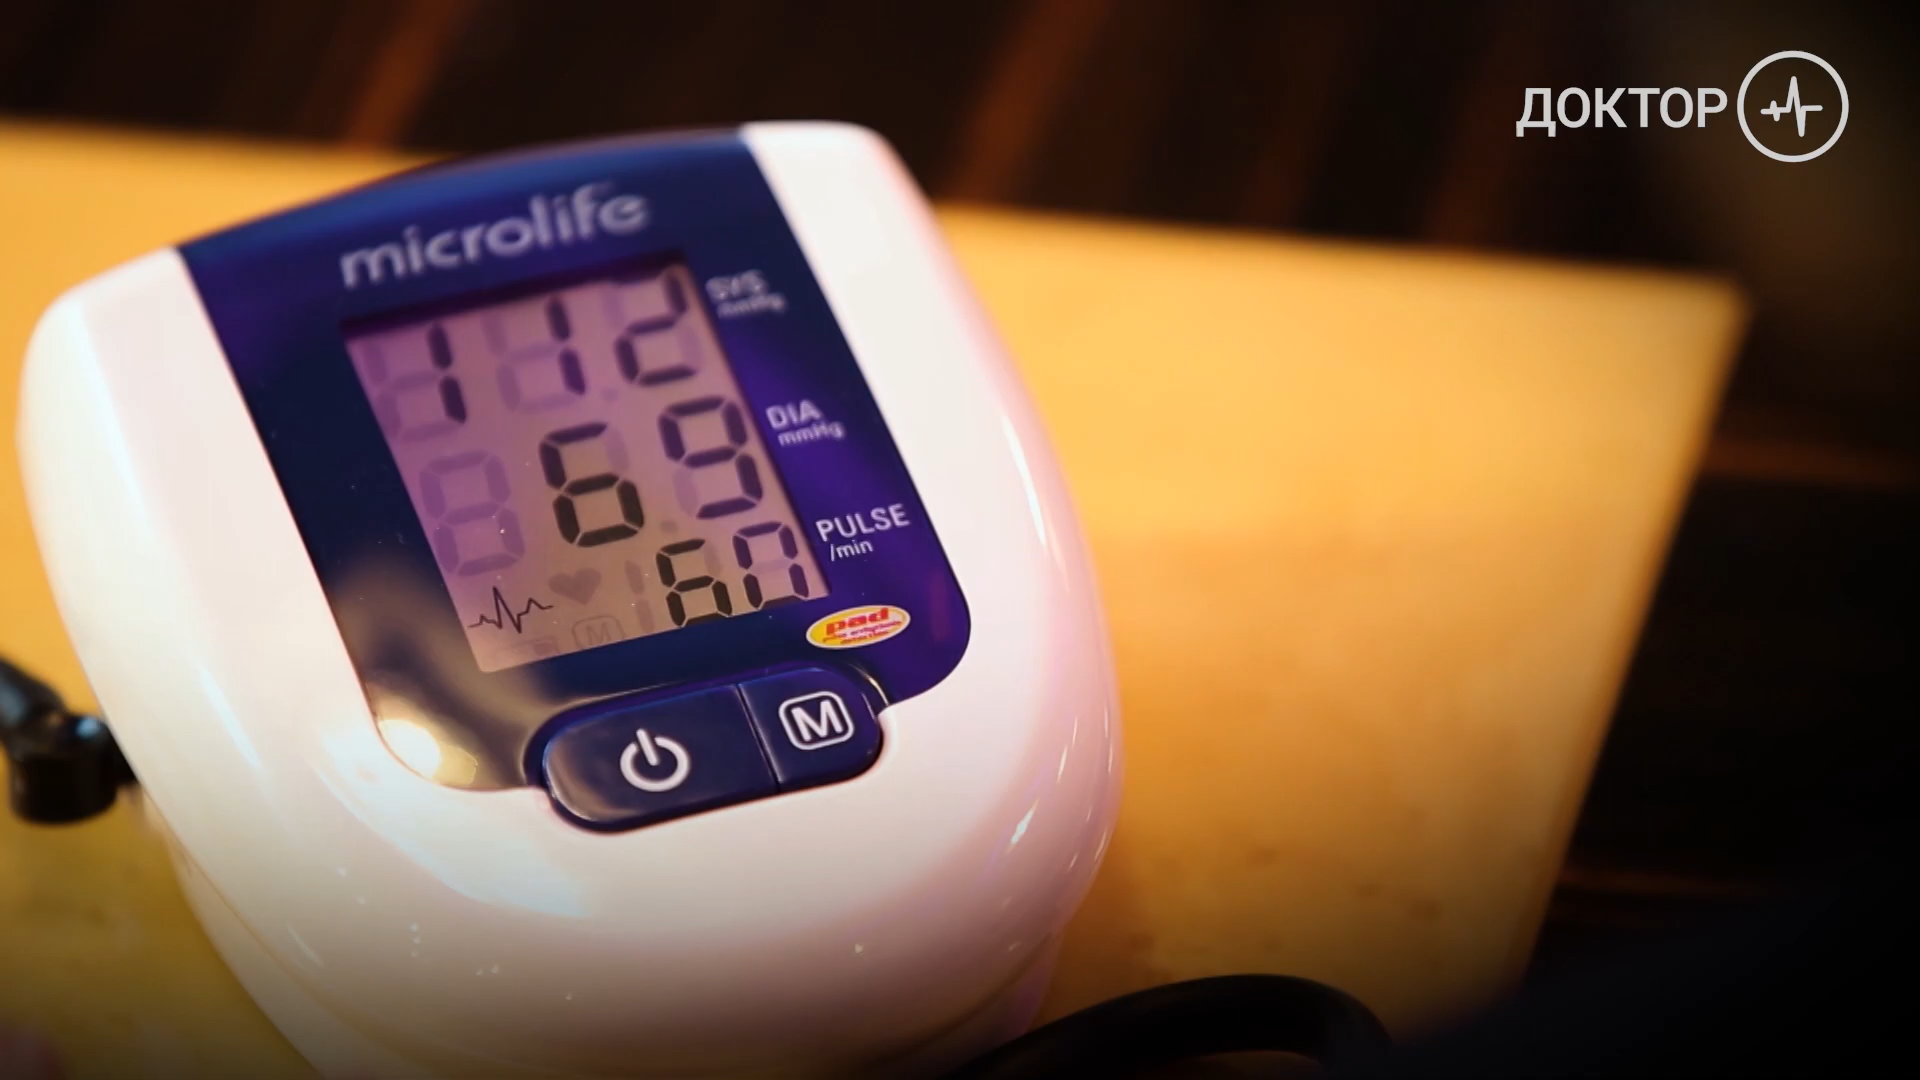 ДОКТОР
microlife
112
SYS
mmHg
69
DIA
mmHg
60
PULSE
/min
pad
M
M